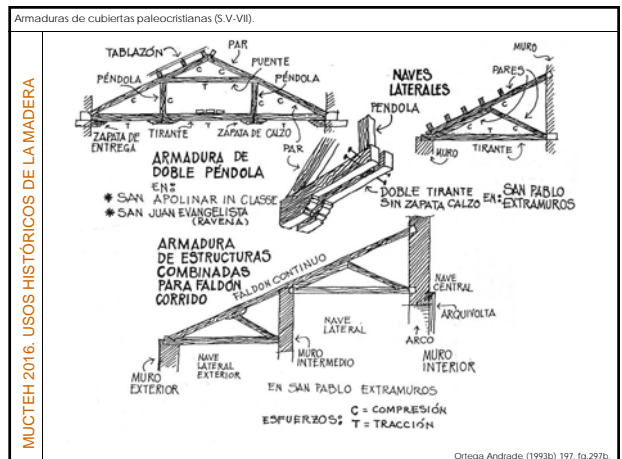 Armaduras de cubiertas paleocristianas (S.V-VII).
MUCTEH 2016. USOS HISTÓRICOS DE LA MADERA
TABLAZÓN
PAR
PUENTE
PÉNDOLA
PÉNDOLA
C
C
C
C
C
C
T
T
T
T
ZAPATA DE
ENTREGA
TIRANTE
ZAPATA DE CALZO
ARMADURA DE
DOBLE PÉNDOLA
EN:
* SAN APOLINAR IN CLASSE
* SAN JUAN EVANGELISTA
(RAVENA)
NAVES
LATERALES
PENDOLA
PAR
DOBLE TIRANTE
SIN ZAPATA CALZO
MURO
PARES
C
C
C
T
MURO
TIRANTE
EN: SAN PABLO
EXTRAMUROS
ARMADURA
DE ESTRUCTURAS
COMBINADAS
PARA FALDÓN
CORRIDO
FALDON CONTINUO
NAVE
CENTRAL
ARQUIVOLTA
ARCO
MURO
INTERIOR
NAVE
LATERAL
MURO
INTERMEDIO
NAVE
LATERAL
EXTERIOR
MURO
EXTERIOR
EN SAN PABLO EXTRAMUROS
ESFUERZOS: C = COMPRESIÓN
T = TRACCIÓN
Ortega Andrade (1993b) 197, fg.297b.